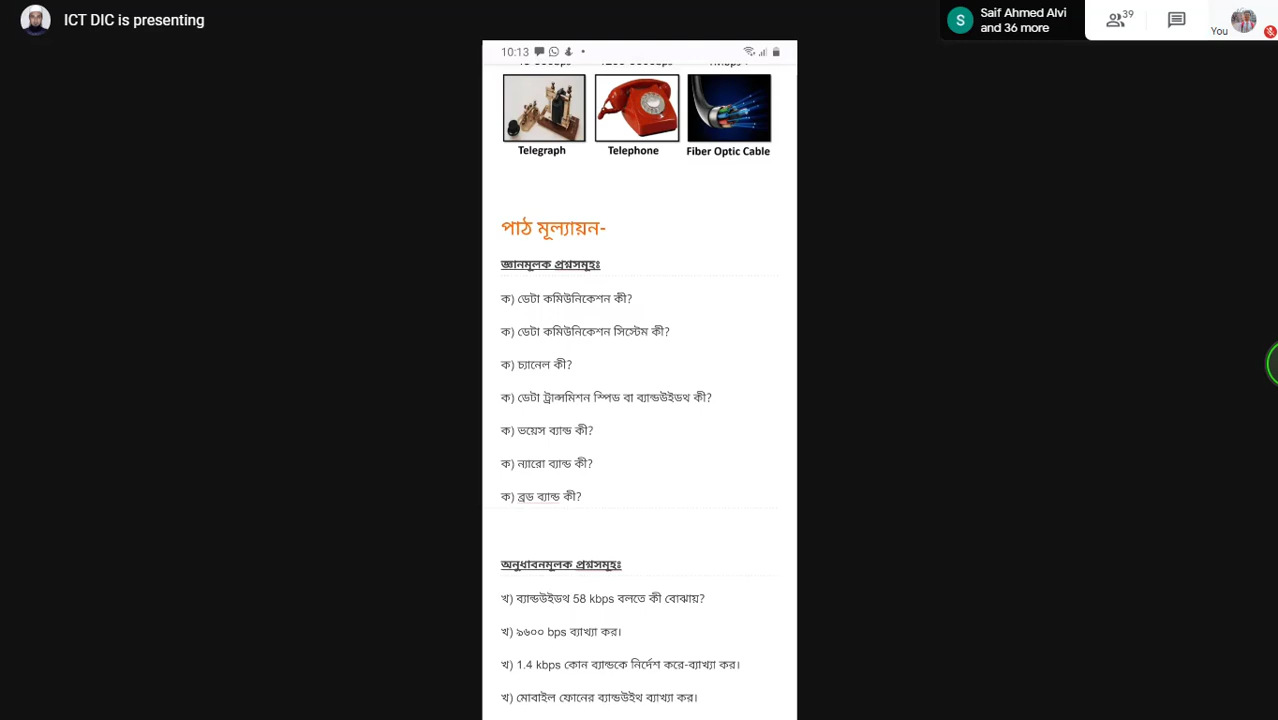 ICT DIC is presenting
Saif Ahmed Alvi
and 36 more
S
39
You
10:13
Telegraph
Telephone
Fiber Optic Cable
পাঠ মূল্যায়ন-
জ্ঞানমূলক প্রশ্নসমূহঃ
ক) ডেটা কমিউনিকেশন কী?
ক) ডেটা কমিউনিকেশন সিস্টেম কী?
ক) চ্যানেল কী?
ক) ডেটা ট্রান্সমিশন স্পিড বা ব্যান্ডউইডথ কী?
ক) ভয়েস ব্যান্ড কী?
ক) ন্যারো ব্যান্ড কী?
ক) ব্রড ব্যান্ড কী?
অনুধাবনমূলক প্রশ্নসমূহঃ
খ) ব্যান্ডউইডথ 58 kbps বলতে কী বোঝায়?
খ) ৯৬০০ bps ব্যাখ্যা কর।
খ) 1.4 kbps কোন ব্যান্ডকে নির্দেশ করে-ব্যাখ্যা কর।
খ) মোবাইল ফোনের ব্যান্ডউইথ ব্যাখ্যা কর।